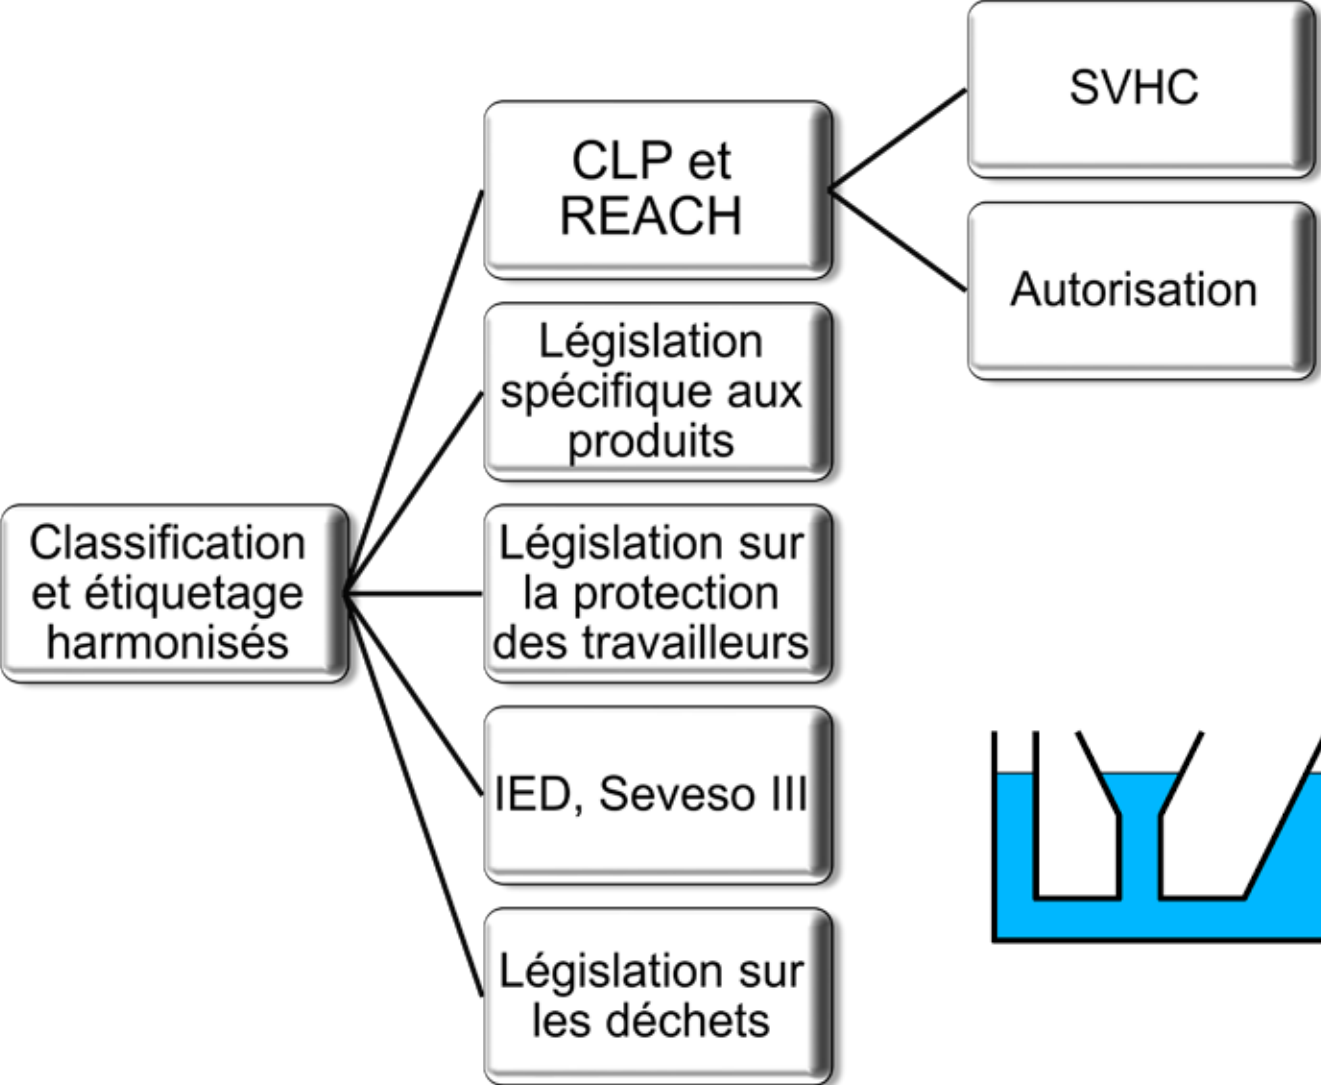 SVHC
CLP et
REACH
Autorisation
Législation
spécifique aux
produits
Classification
et étiquetage
harmonisés
Législation sur
la protection
des travailleurs
IED, Seveso III
Législation sur
les déchets